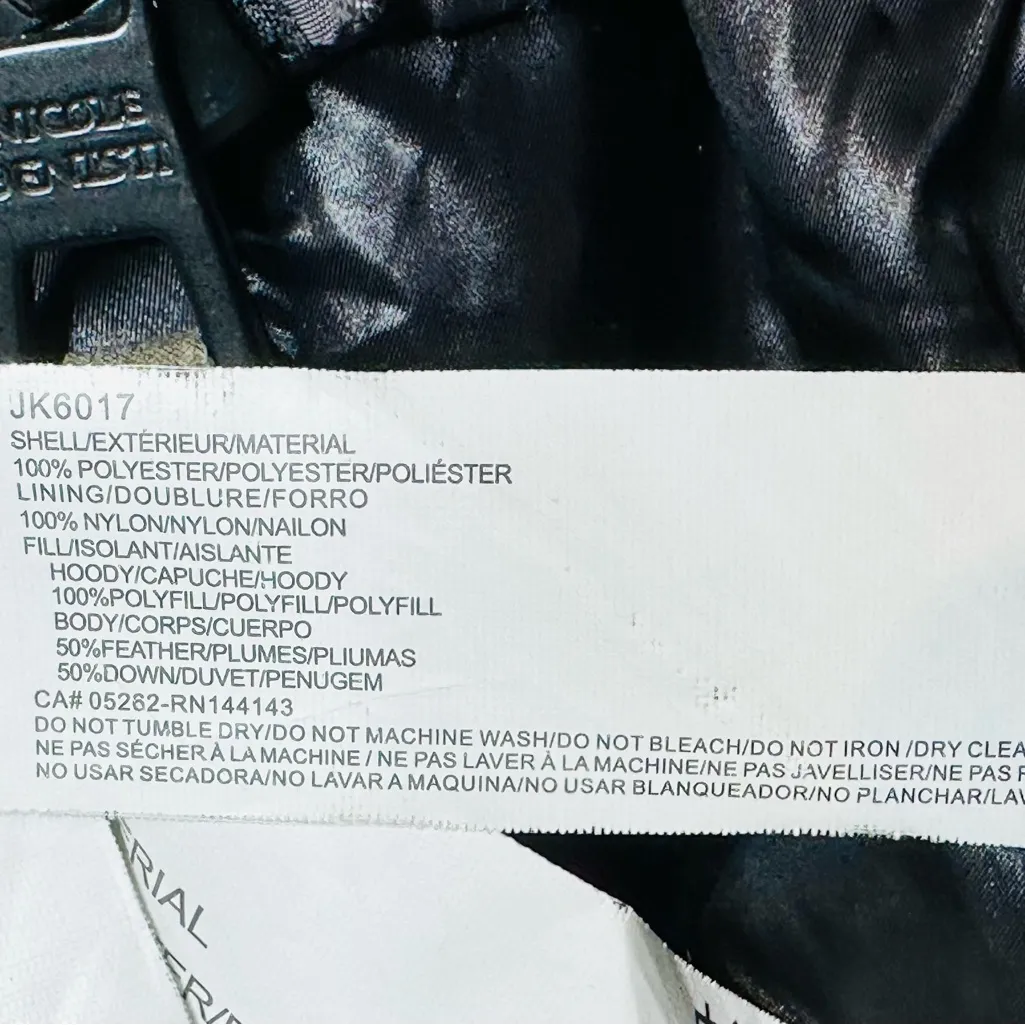 NICOLE
BENISTI
JK6017
SHELL/EXTÉRIEUR/MATERIAL
100% POLYESTER/POLYESTER/POLIÉSTER
LINING/DOUBLURE/FORRO
100% NYLON/NYLON/NAILON
FILL/ISOLANT/AISLANTE
HOODY/CAPUCHE/HOODY
100%POLYFILL/POLYFILL/POLYFILL
BODY/CORPS/CUERPO
50%FEATHER/PLUMES/PLIUMAS
50%DOWN/DUVET/PENUGEM
CA# 05262-RN144143
DO NOT TUMBLE DRY/DO NOT MACHINE WASH/DO NOT BLEACH/DO NOT IRON /DRY CLEA
NE PAS SÉCHER À LA MACHINE / NE PAS LAVER À LA MACHINE/NE PAS JAVELLISER/NE PAS
NO USAR SECADORA/NO LAVAR A MAQUINA/NO USAR BLANQUEADOR/NO PLANCHAR/LAV
RIAL